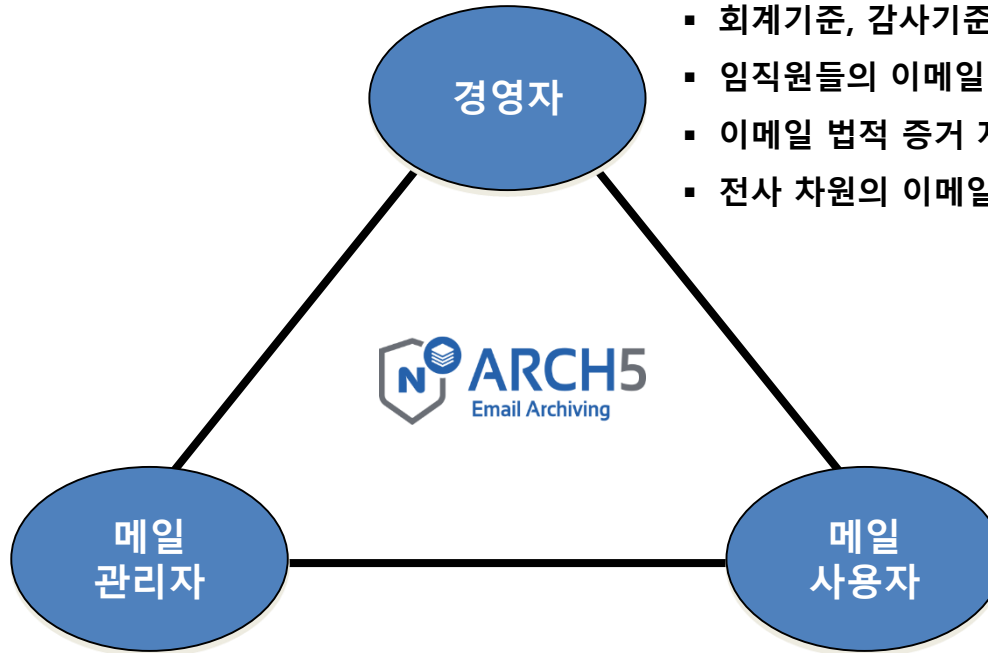 경영자
▪ 회계기준, 감사기준
▪ 임직원들의 이메일
▪ 이메일 법적 증거
▪ 전사 차원의 이메일
N ARCH5
Email Archiving
메일
관리자
메일
사용자